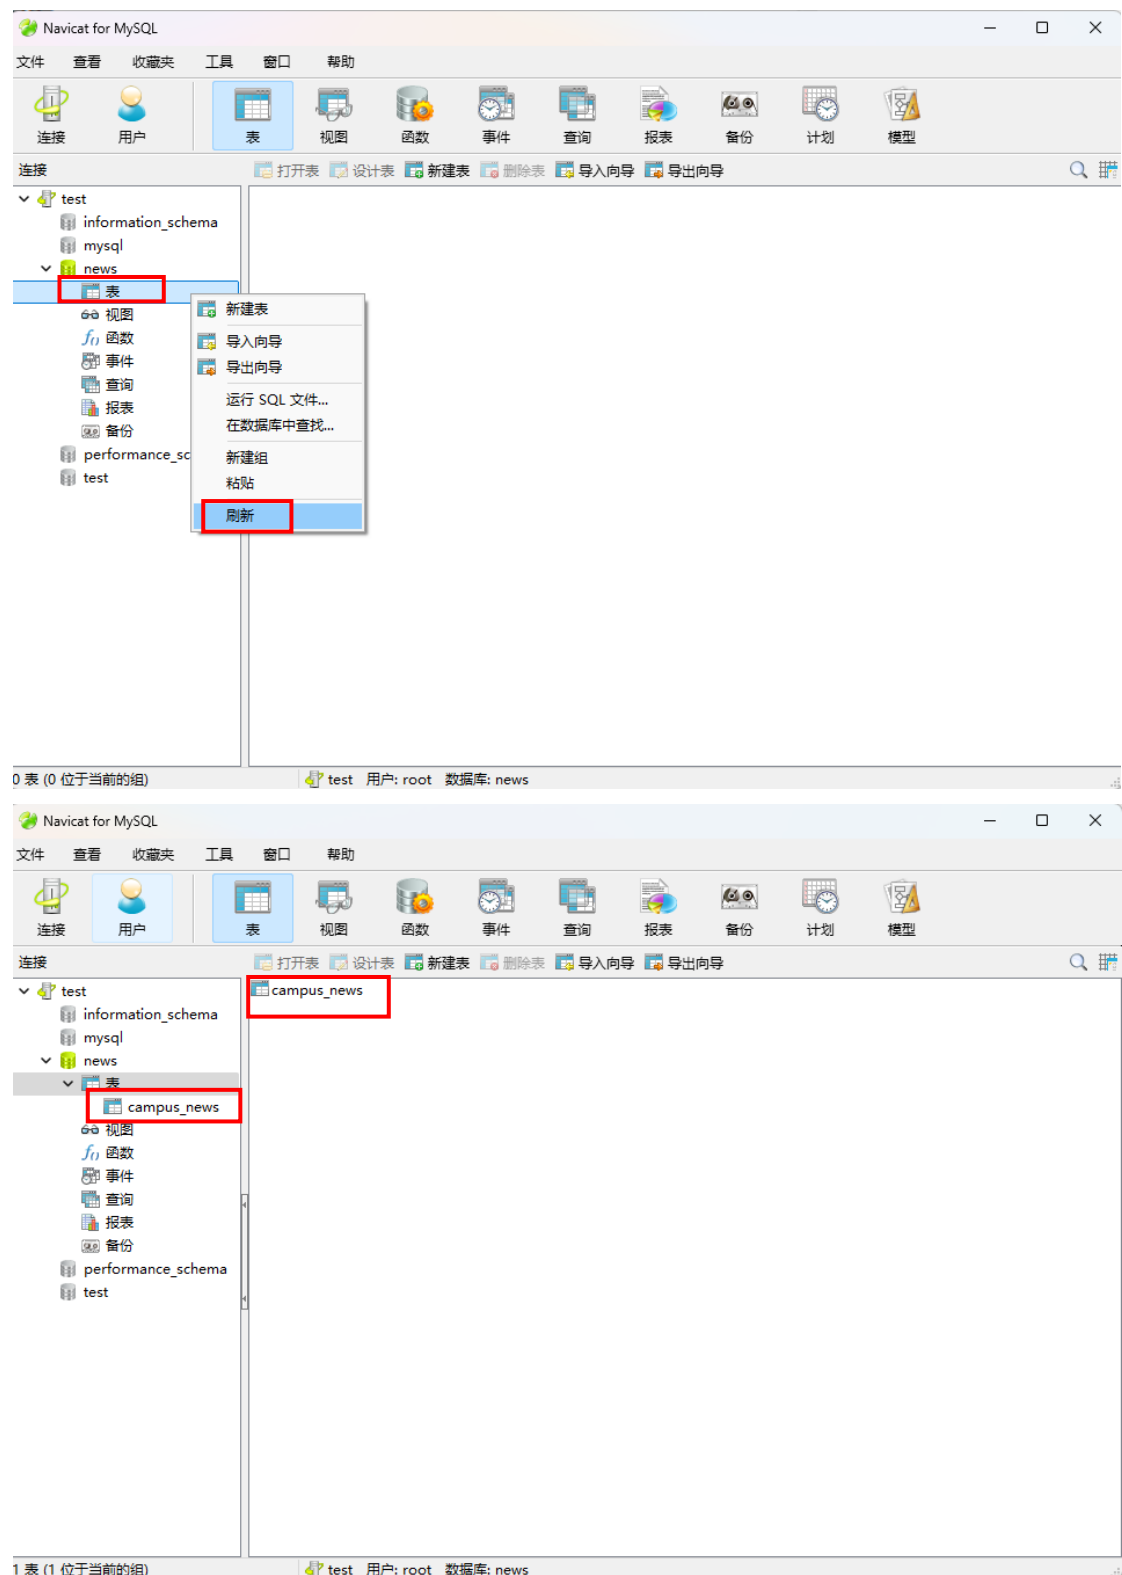 Navicat for MySQL
文件 查看 收藏夹 工具 窗口 帮助
连接 用户 表 视图 函数 事件 查询 报表 备份 计划 模型
连接 打开表 设计表 新建表 删除表 导入向导 导出向导
test
information_schema
mysql
news
表
视图
函数
事件
查询
报表
备份
performance_sc
test
新建表
导入向导
导出向导
运行 SQL 文件...
在数据库中查找...
新建组
粘贴
刷新
0 表 (0 位于当前的组) test 用户: root 数据库: news
Navicat for MySQL
文件 查看 收藏夹 工具 窗口 帮助
连接 用户 表 视图 函数 事件 查询 报表 备份 计划 模型
连接 打开表 设计表 新建表 删除表 导入向导 导出向导
campus_news
test
information_schema
mysql
news
表
campus_news
视图
函数
事件
查询
报表
备份
performance_schema
test
1 表 (1 位于当前的组) test 用户: root 数据库: news